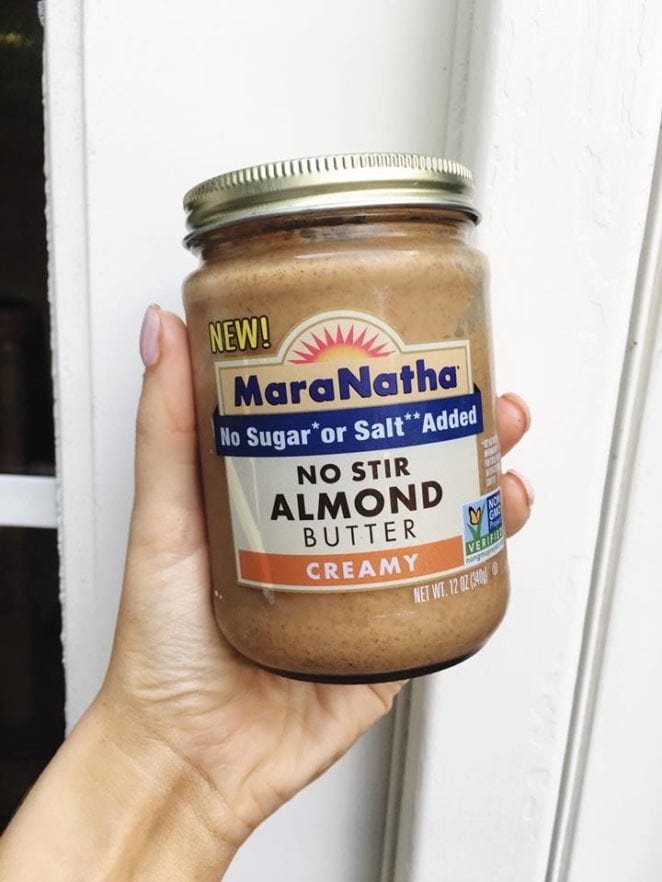 NEW!
MaraNatha
No Sugar* or Salt** Added
NO STIR
ALMOND
BUTTER
CREAMY
NON
GMO
Project
VERIFIED
NET WT. 12 OZ (340g)